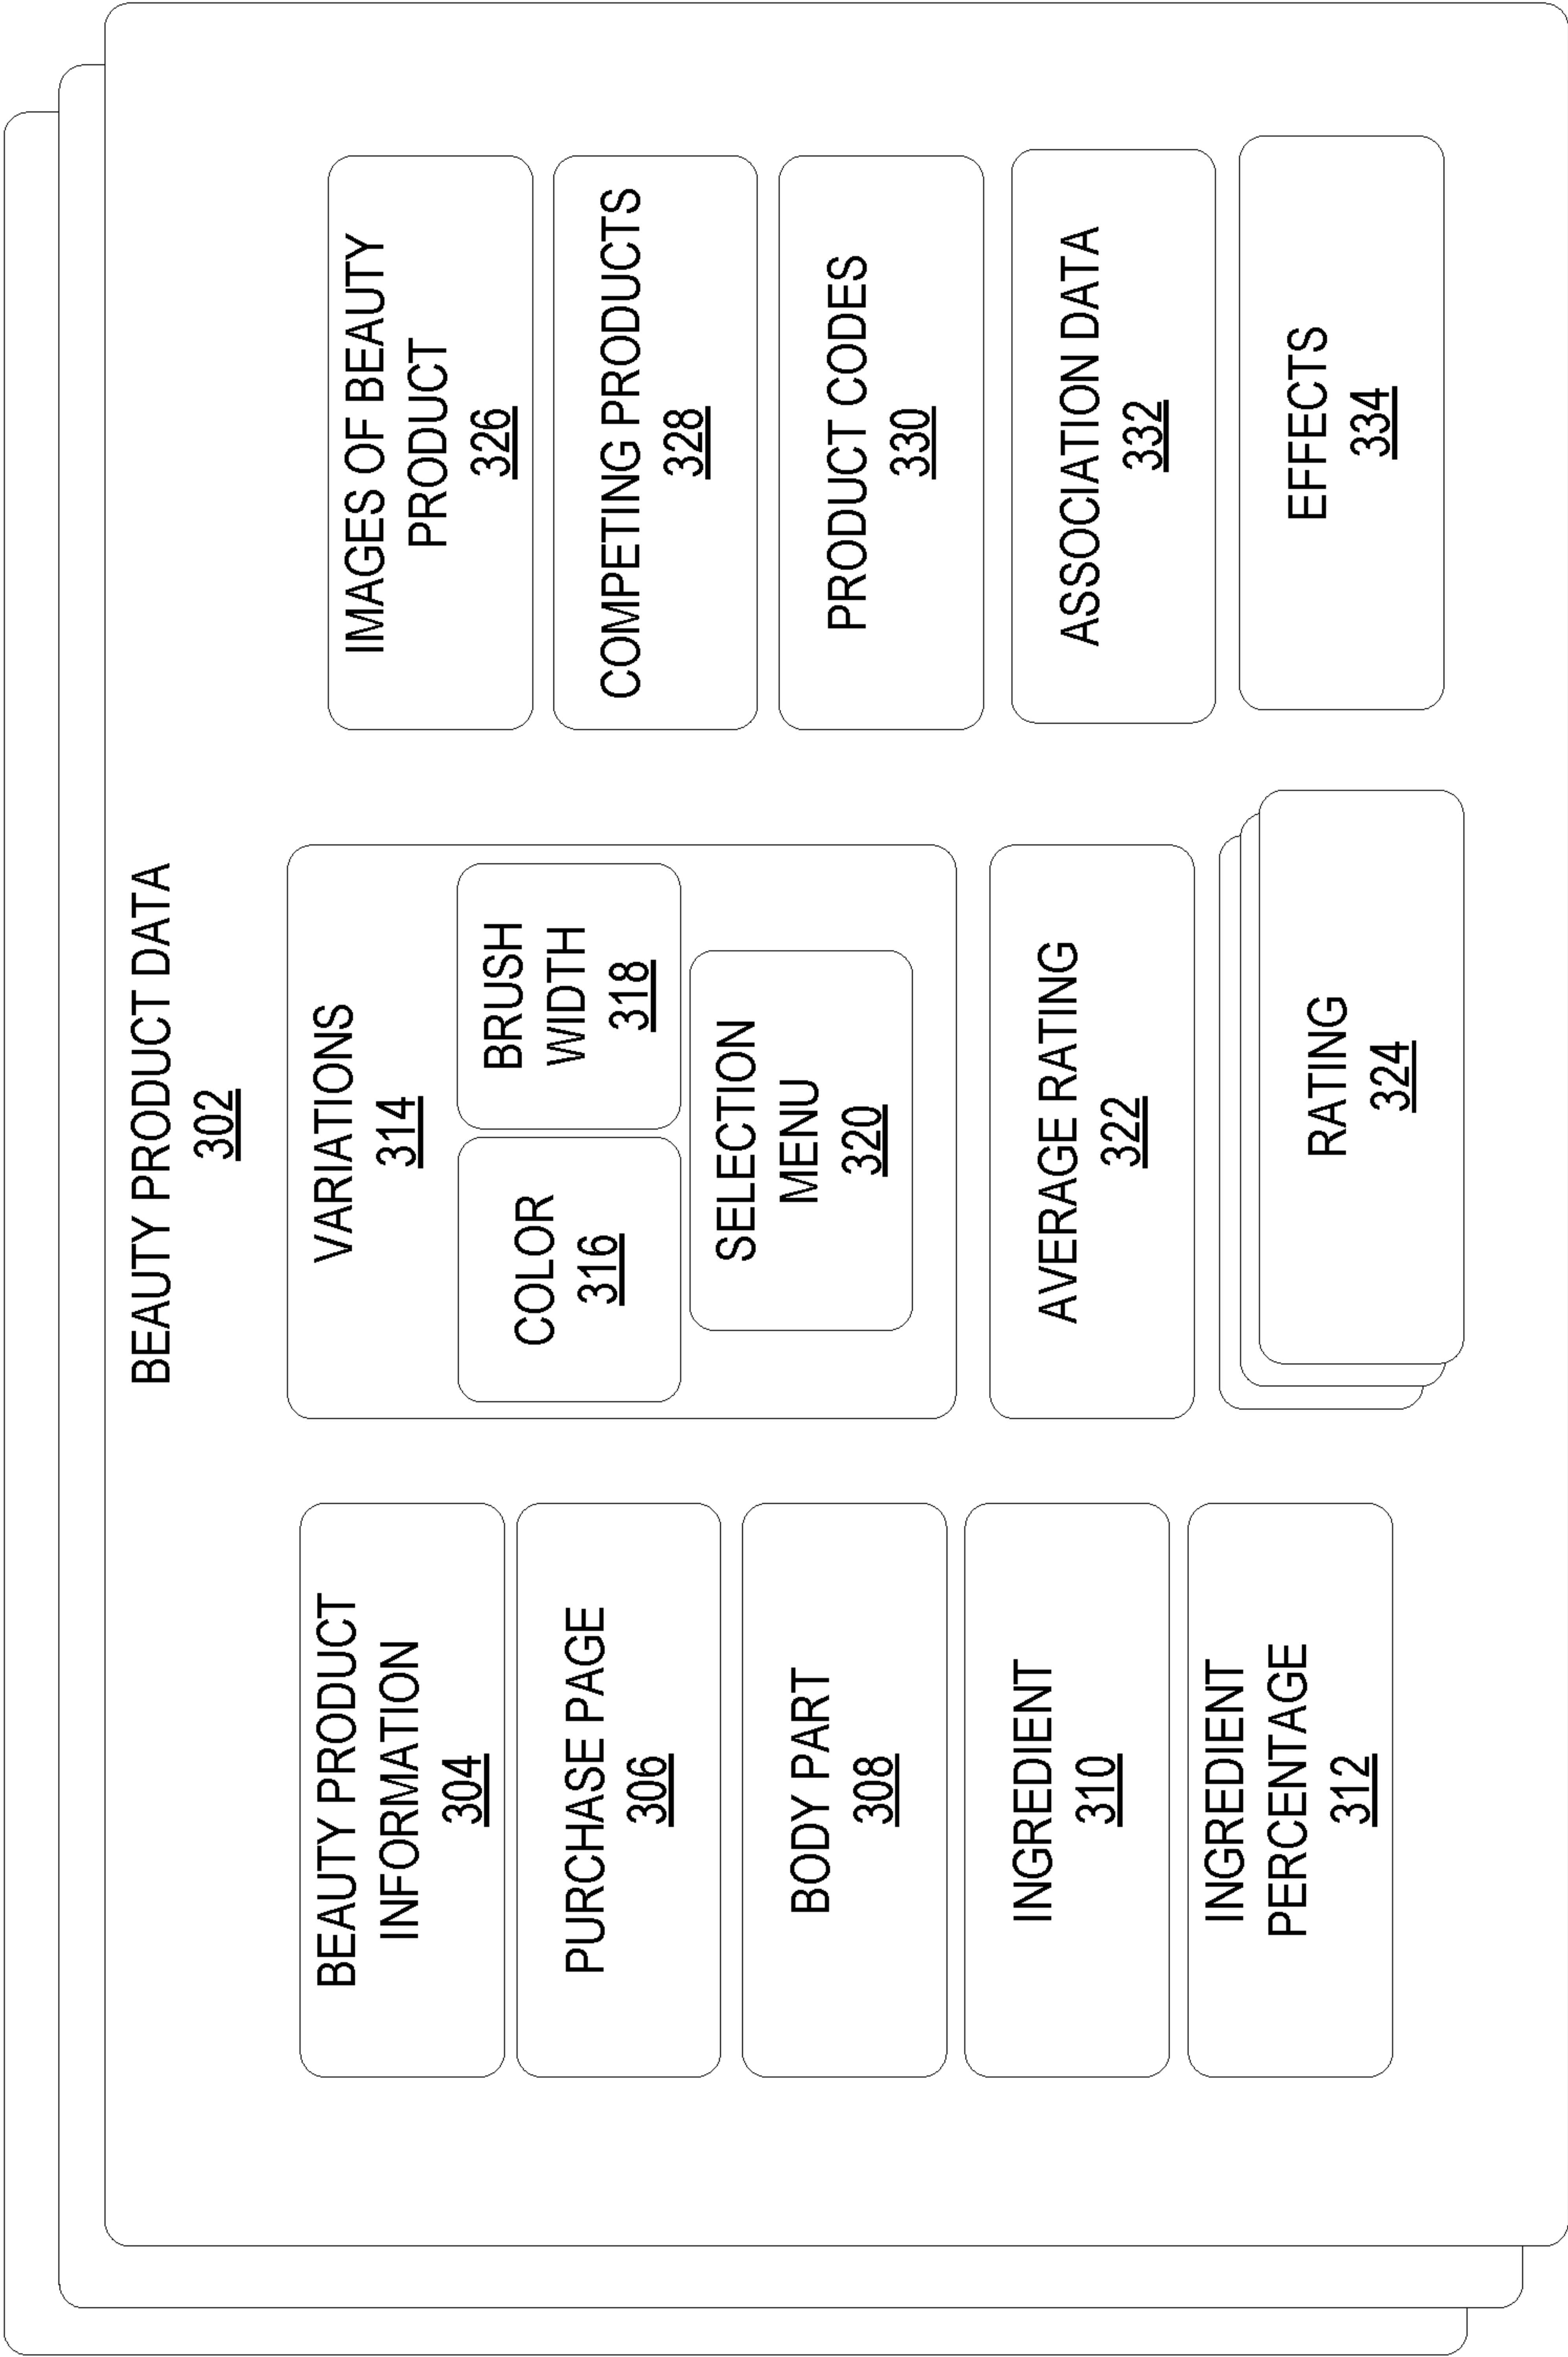 BEAUTY PRODUCT DATA
302
BEAUTY PRODUCT
INFORMATION
304
PURCHASE PAGE
306
BODY PART
308
INGREDIENT
310
INGREDIENT
PERCENTAGE
312
VARIATIONS
314
COLOR
316
BRUSH
WIDTH
318
SELECTION
MENU
320
AVERAGE RATING
322
RATING
324
IMAGES OF BEAUTY
PRODUCT
326
COMPETING PRODUCTS
328
PRODUCT CODES
330
ASSOCIATION DATA
332
EFFECTS
334